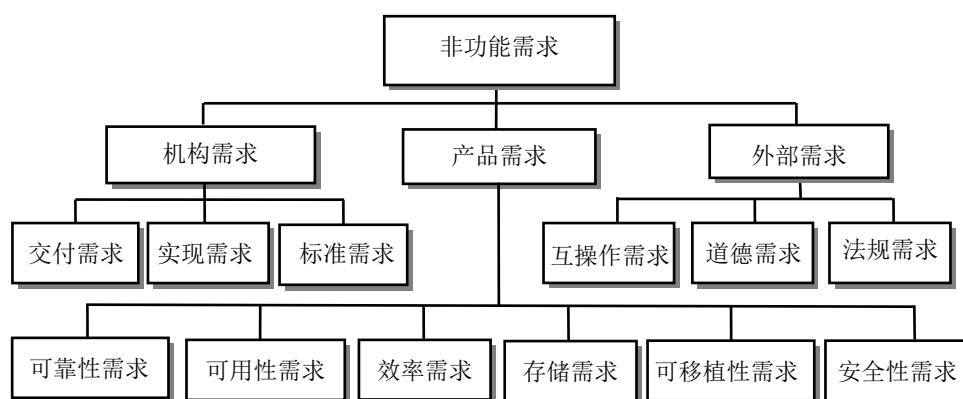 非功能需求
机构需求
产品需求
外部需求
交付需求
实现需求
标准需求
互操作需求
道德需求
法规需求
可靠性需求
可用性需求
效率需求
存储需求
可移植性需求
安全性需求